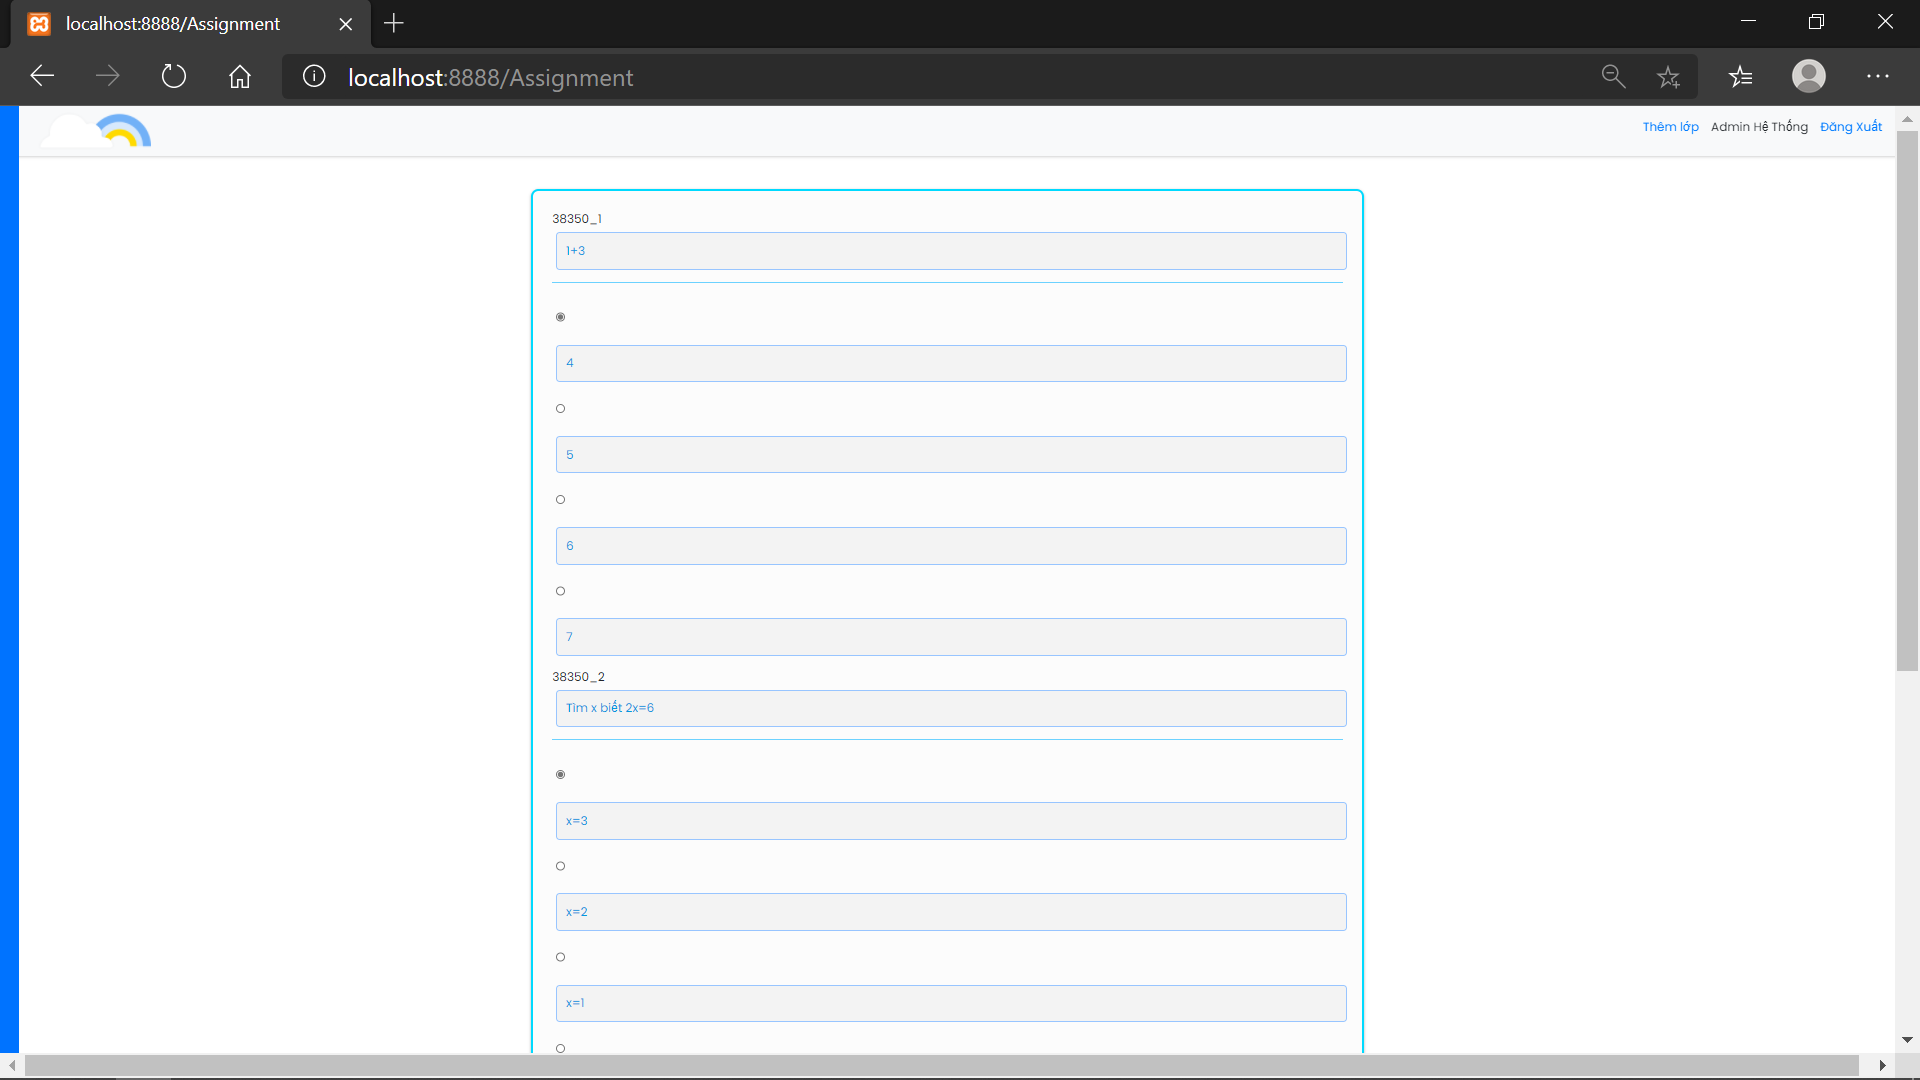 localhost:8888/Assignment
localhost:8888/Assignment
Thêm lớp Admin Hệ Thống Đăng Xuất
38350_1
1+3
4
5
6
7
38350_2
Tìm x biết 2x=6
x=3
x=2
x=1